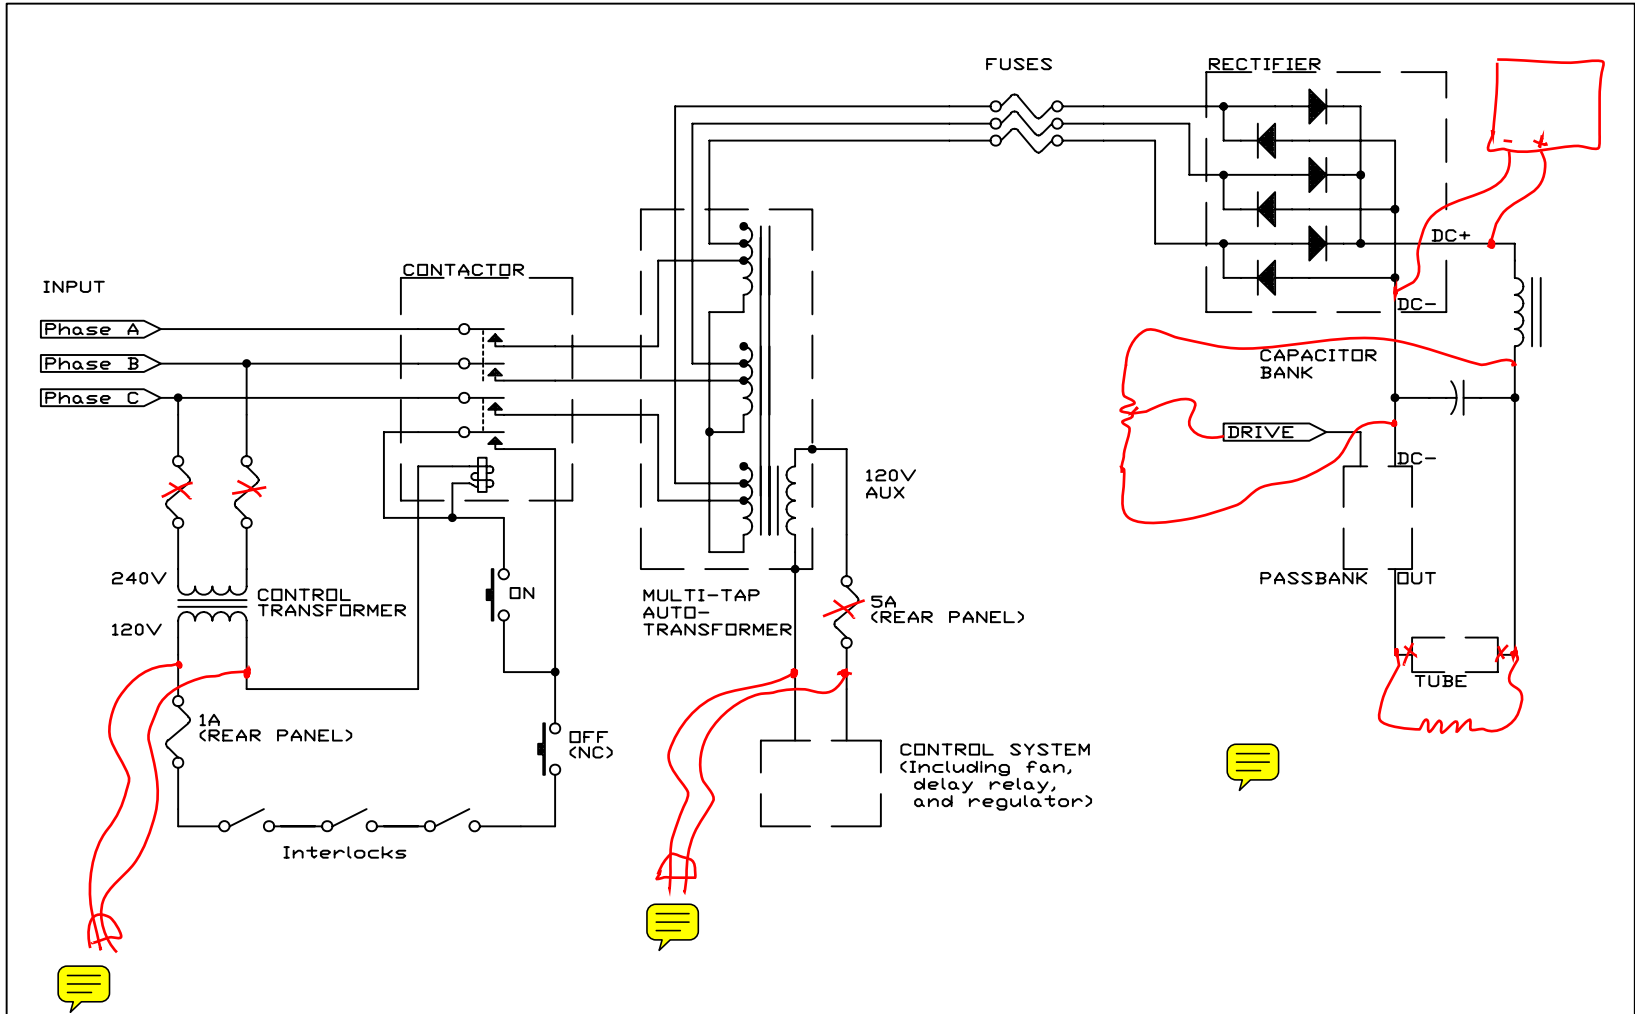 FUSES
RECTIFIER
- +
DC+
CONTACTOR
INPUT
DC-
Phase A
Phase B
Phase C
CAPACITOR
BANK
DRIVE
DC-
120V
AUX
240V
CONTROL
TRANSFORMER
120V
ON
MULTI-TAP
AUTO-
TRANSFORMER
5A
(REAR PANEL)
PASSBANK OUT
TUBE
1A
(REAR PANEL)
OFF
(NC)
CONTROL SYSTEM
(Including fan,
delay relay,
and regulator)
Interlocks